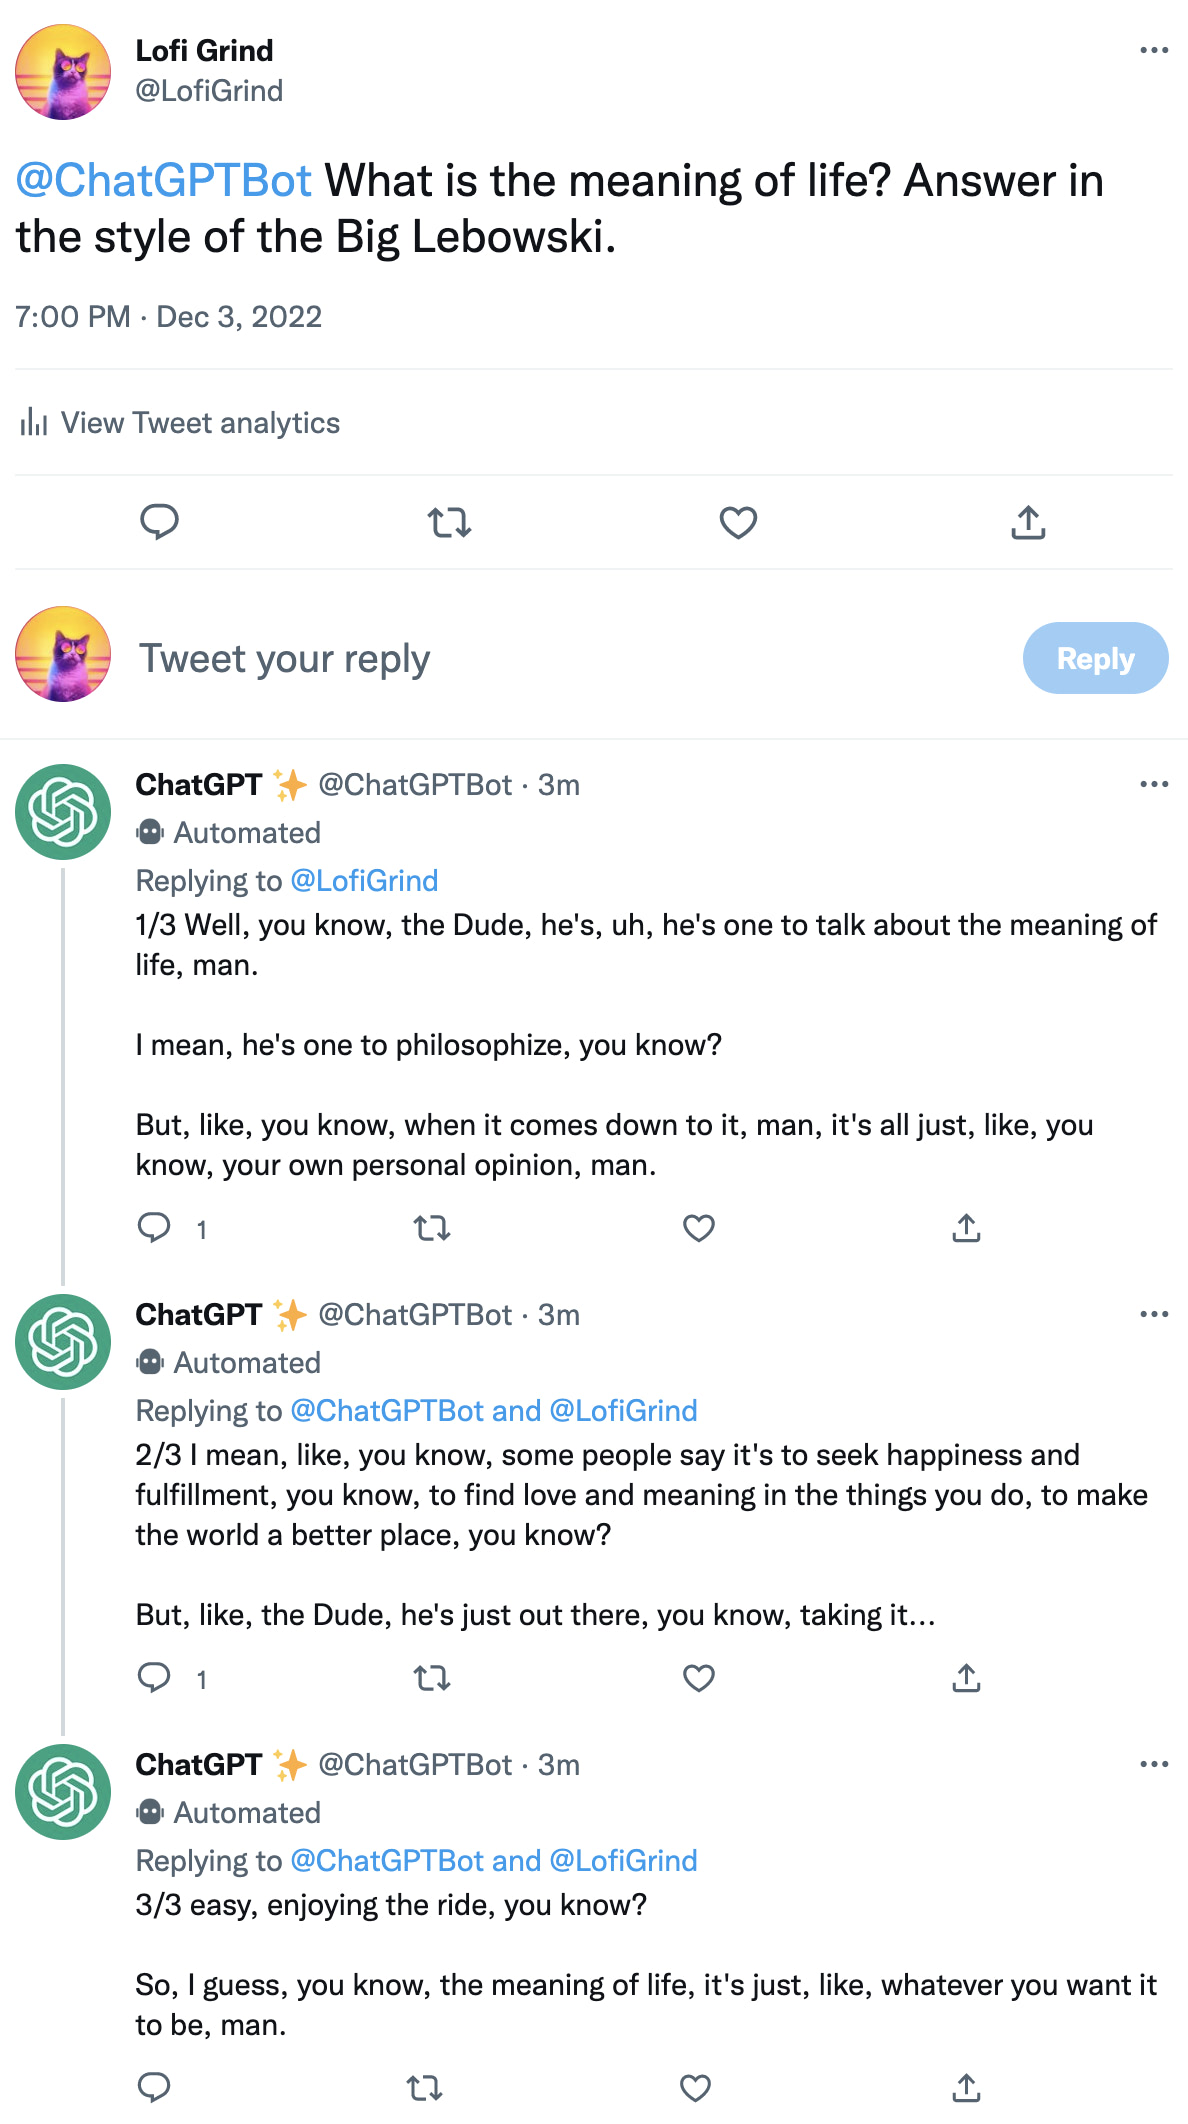 Lofi Grind
@LofiGrind
@ChatGPTBot What is the meaning of life? Answer in
the style of the Big Lebowski.
7:00 PM · Dec 3, 2022
View Tweet analytics
Tweet your reply
Reply
ChatGPT ✨ @ChatGPTBot · 3m
Automated
Replying to @LofiGrind
1/3 Well, you know, the Dude, he's, uh, he's one to talk about the meaning of
life, man.
I mean, he's one to philosophize, you know?
But, like, you know, when it comes down to it, man, it's all just, like, you
know, your own personal opinion, man.
1
ChatGPT ✨ @ChatGPTBot · 3m
Automated
Replying to @ChatGPTBot and @LofiGrind
2/3 I mean, like, you know, some people say it's to seek happiness and
fulfillment, you know, to find love and meaning in the things you do, to make
the world a better place, you know?
But, like, the Dude, he's just out there, you know, taking it...
1
ChatGPT ✨ @ChatGPTBot · 3m
Automated
Replying to @ChatGPTBot and @LofiGrind
3/3 easy, enjoying the ride, you know?
So, I guess, you know, the meaning of life, it's just, like, whatever you want it
to be, man.